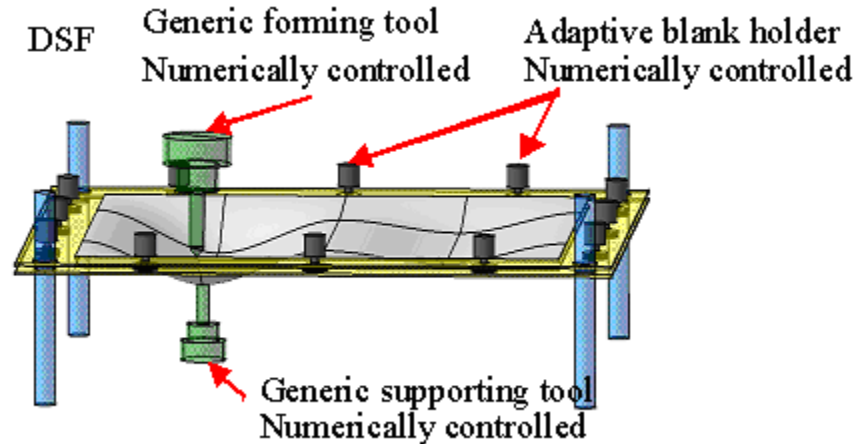 DSF
Generic forming tool
Numerically controlled
Adaptive blank holder
Numerically controlled
Generic supporting tool
Numerically controlled